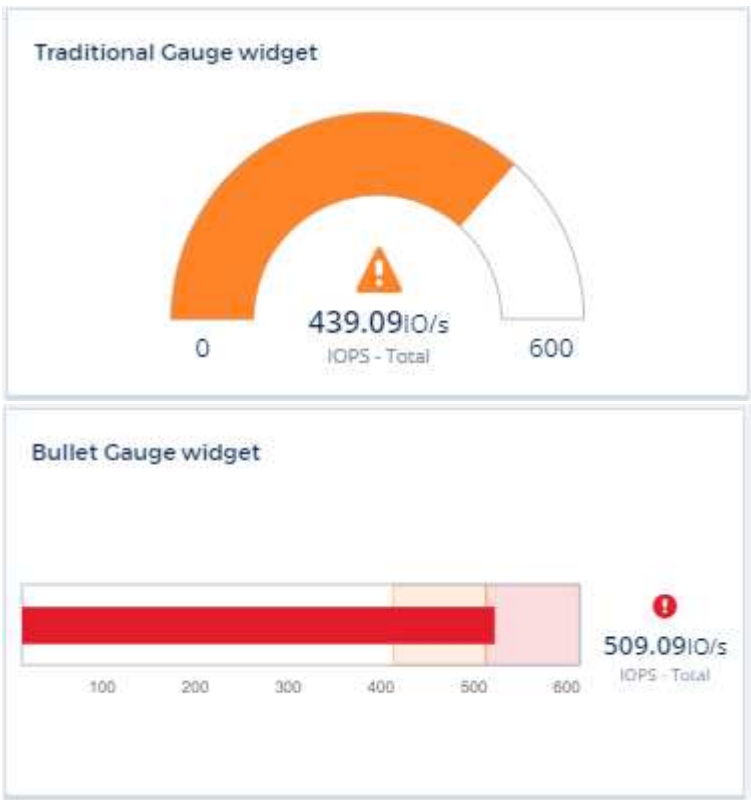 Traditional Gauge widget
439.09IO/s
0
IOPS - Total
600
Bullet Gauge widget
509.09IO/s
IOPS - Total
100 200 300 400 500 600